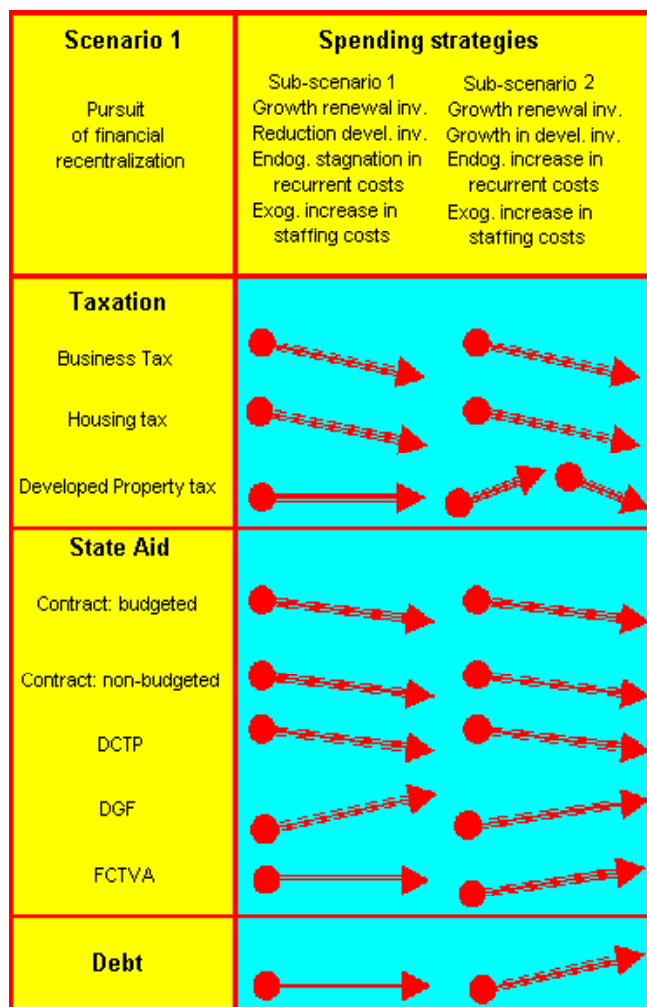 Scenario 1
Pursuit
of financial
recentralization
Spending strategies
Sub-scenario 1
Growth renewal inv.
Reduction devel. inv.
Endog. stagnation in
recurrent costs
Exog. increase in
staffing costs
Sub-scenario 2
Growth renewal inv.
Growth in devel. inv.
Endog. increase in
recurrent costs
Exog. increase in
staffing costs
Taxation
Business Tax
Housing tax
Developed Property tax
State Aid
Contract: budgeted
Contract: non-budgeted
DCTP
DGF
FCTVA
Debt